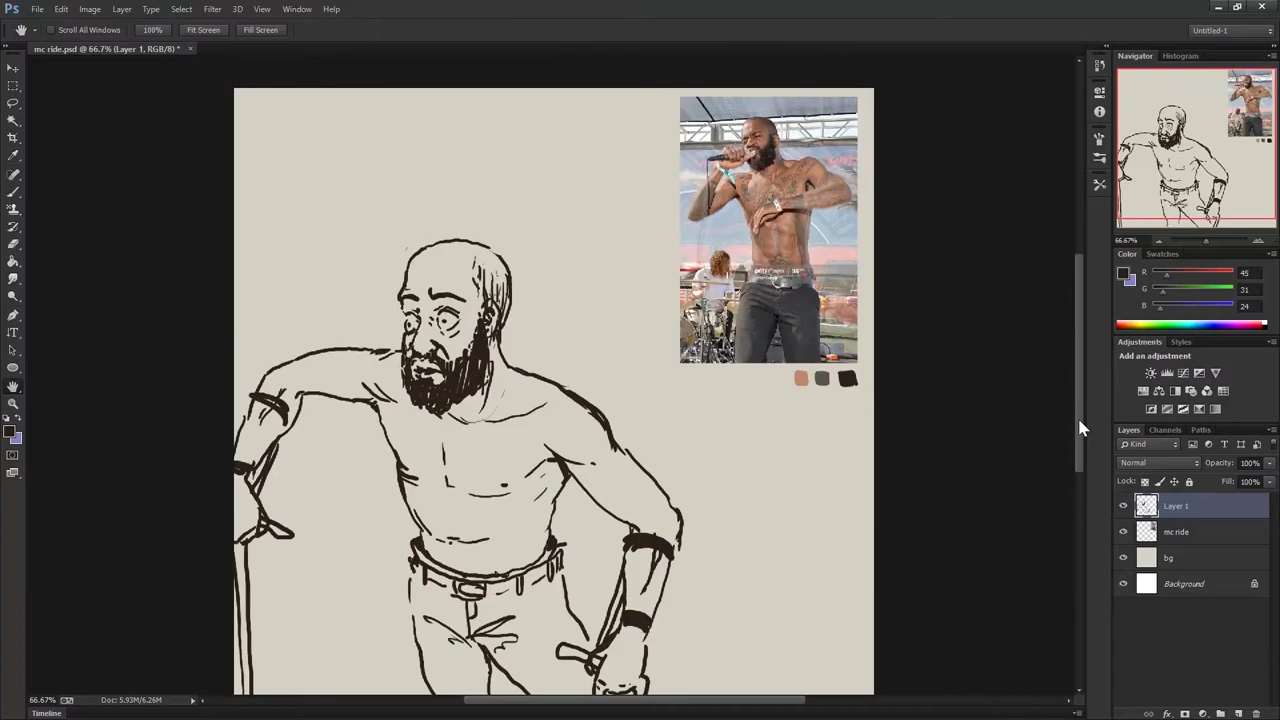 Ps File Edit Image Layer Type Select Filter 3D View Window Help
Scroll All Windows 100% Fit Screen Fill Screen Untitled-1
mc ride.psd @ 66.7% (Layer 1, RGB/8) * ×
Navigator Histogram
66.67%
Color Swatches
R 45
G 31
B 24
Adjustments Styles
Add an adjustment
Layers Channels Paths
Kind
Normal Opacity: 100%
Lock: Fill: 100%
Layer 1
mc ride
bg
Background
66.67% Doc: 5.93M/6.26M
Timeline